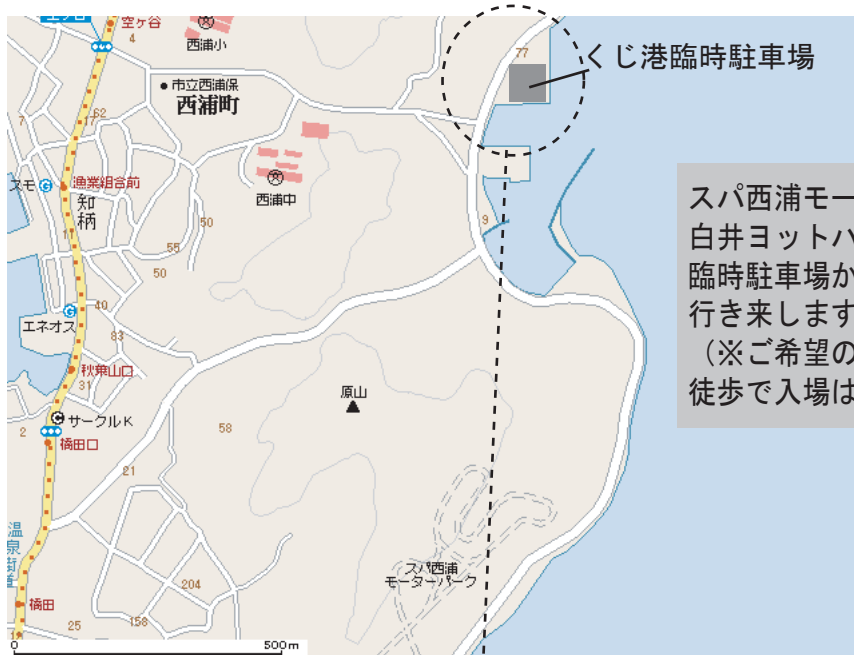 空ヶ谷
4
西浦小
77
くじ港臨時駐車場
市立西浦保
西浦町
62
17
7
スモ
漁業組合前
知柄
11
西浦中
50
9
55
50
スパ西浦モー
白井ヨットハ
臨時駐車場か
行き来します
（※ご希望の
徒歩で入場は
40
エネオス
83
秋葉山口
31
原山
サークルK
2
橋田口
58
21
温泉街道
スパ西浦
モーターパーク
204
橋田
25
158
0
500m